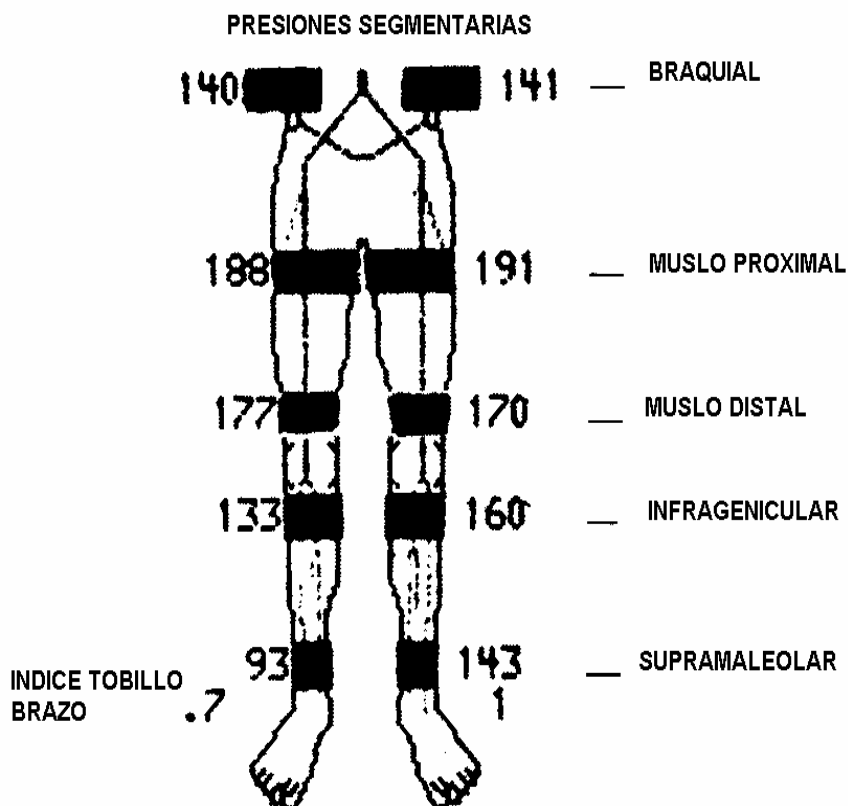 PRESIONES SEGMENTARIAS
140 141 — BRAQUIAL
188 191 — MUSLO PROXIMAL
177 170 — MUSLO DISTAL
133 160 — INFRAGENICULAR
93 143 — SUPRAMALEOLAR
INDICE TOBILLO
BRAZO .7 1